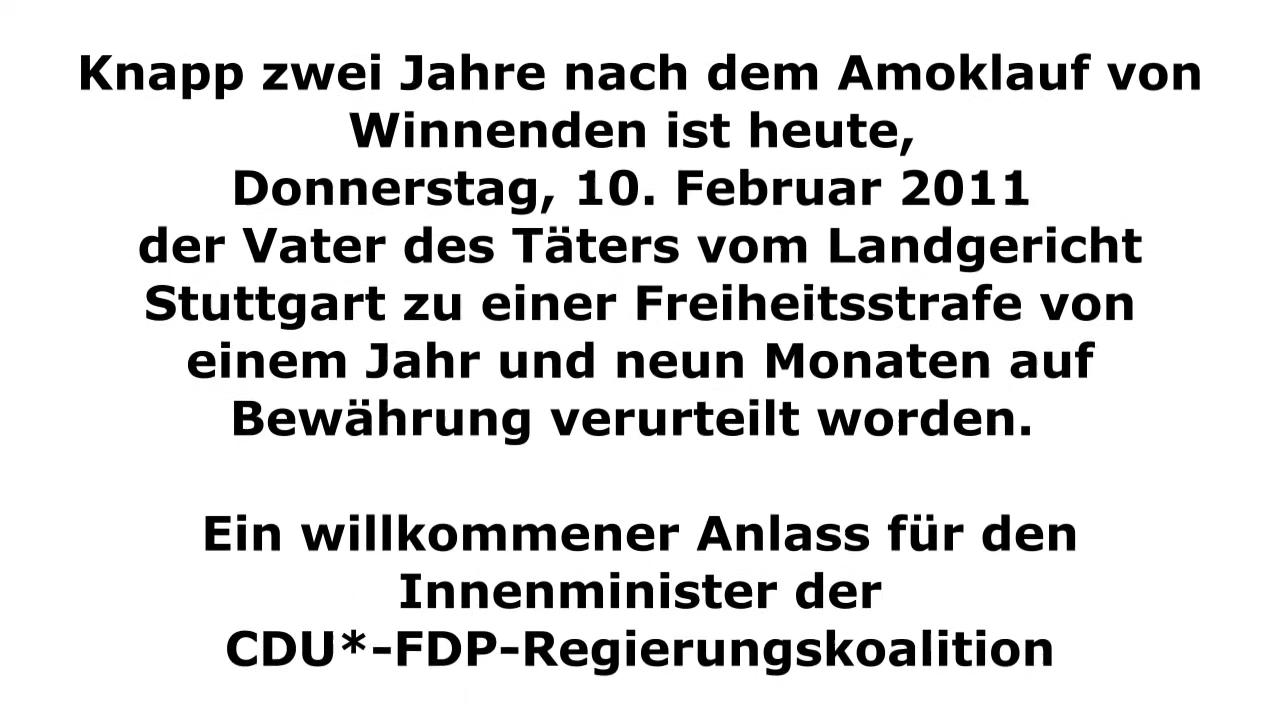 Knapp zwei Jahre nach dem Amoklauf von
Winnenden ist heute,
Donnerstag, 10. Februar 2011
der Vater des Täters vom Landgericht
Stuttgart zu einer Freiheitsstrafe von
einem Jahr und neun Monaten auf
Bewährung verurteilt worden.
Ein willkommener Anlass für den
Innenminister der
CDU*-FDP-Regierungskoalition